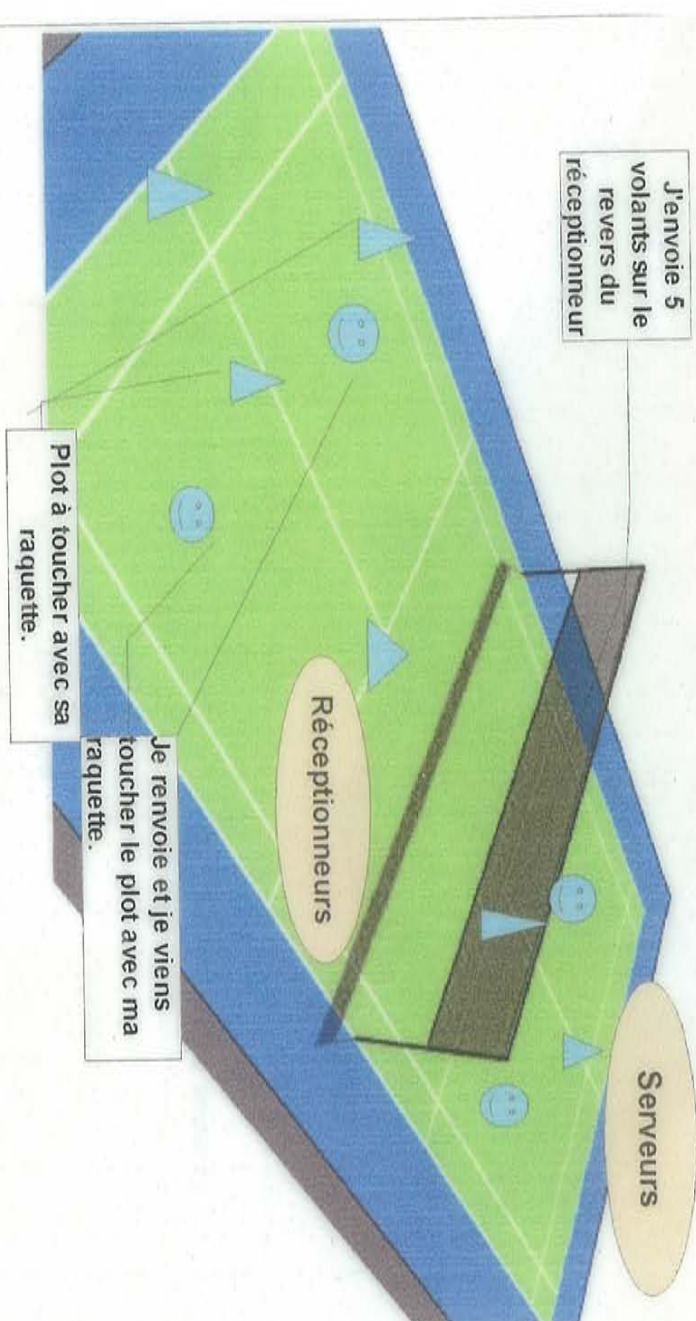 J'envoie 5
volants sur le
revers du
réceptionneur
Serveurs
Réceptionneurs
Je renvoie et je viens
toucher le plot avec ma
raquette.
Plot à toucher avec sa
raquette.